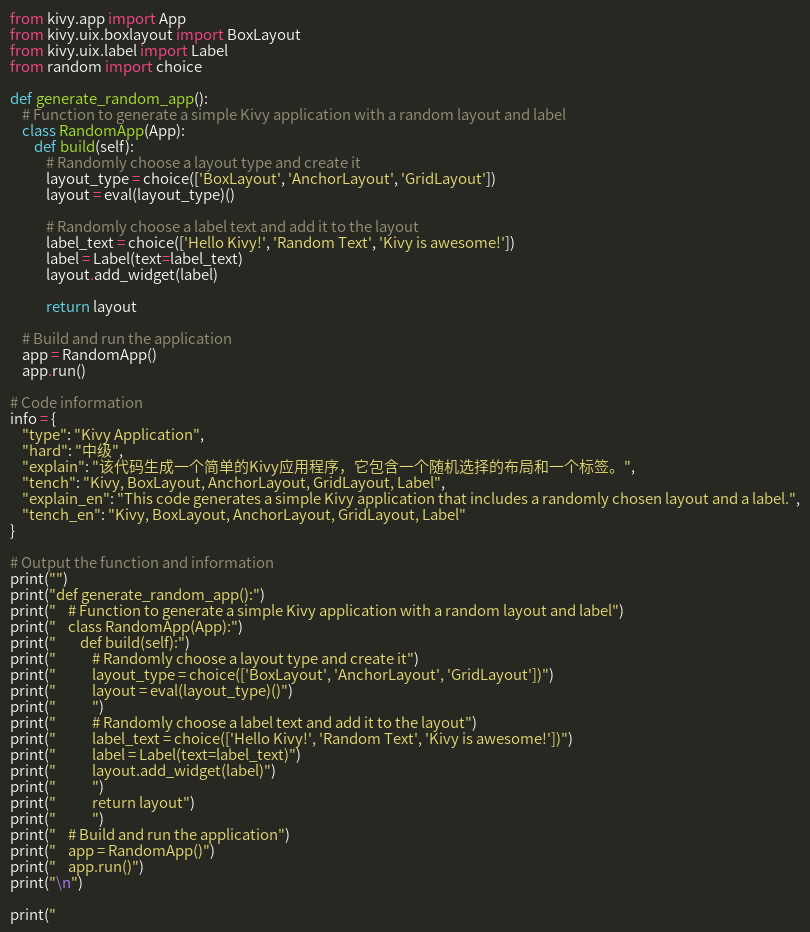 from kivy.app import App
from kivy.uix.boxlayout import BoxLayout
from kivy.uix.label import Label
from random import choice

def generate_random_app():
    # Function to generate a simple Kivy application with a random layout and label
    class RandomApp(App):
        def build(self):
            # Randomly choose a layout type and create it
            layout_type = choice(['BoxLayout', 'AnchorLayout', 'GridLayout'])
            layout = eval(layout_type)()

            # Randomly choose a label text and add it to the layout
            label_text = choice(['Hello Kivy!', 'Random Text', 'Kivy is awesome!'])
            label = Label(text=label_text)
            layout.add_widget(label)

            return layout

    # Build and run the application
    app = RandomApp()
    app.run()

# Code information
info = {
    "type": "Kivy Application",
    "hard": "中级",
    "explain": "该代码生成一个简单的Kivy应用程序，它包含一个随机选择的布局和一个标签。",
    "tench": "Kivy, BoxLayout, AnchorLayout, GridLayout, Label",
    "explain_en": "This code generates a simple Kivy application that includes a randomly chosen layout and a label.",
    "tench_en": "Kivy, BoxLayout, AnchorLayout, GridLayout, Label"
}

# Output the function and information
print("")
print("def generate_random_app():")
print("    # Function to generate a simple Kivy application with a random layout and label")
print("    class RandomApp(App):")
print("        def build(self):")
print("            # Randomly choose a layout type and create it")
print("            layout_type = choice(['BoxLayout', 'AnchorLayout', 'GridLayout'])")
print("            layout = eval(layout_type)()")
print("            ")
print("            # Randomly choose a label text and add it to the layout")
print("            label_text = choice(['Hello Kivy!', 'Random Text', 'Kivy is awesome!'])")
print("            label = Label(text=label_text)")
print("            layout.add_widget(label)")
print("            ")
print("            return layout")
print("            ")
print("    # Build and run the application")
print("    app = RandomApp()")
print("    app.run()")
print("\n")

print("